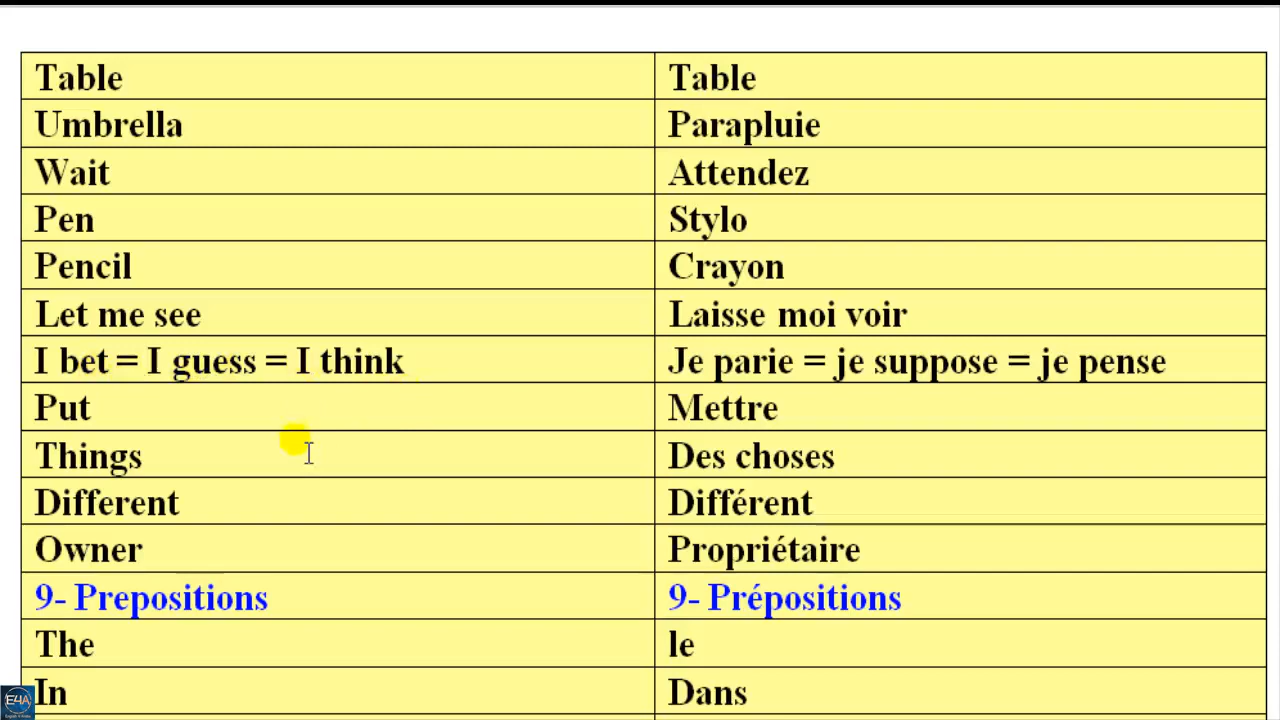 Table Table
Umbrella Parapluie
Wait Attendez
Pen Stylo
Pencil Crayon
Let me see Laisse moi voir
I bet = I guess = I think Je parie = je suppose = je pense
Put Mettre
Things Des choses
Different Différent
Owner Propriétaire
9- Prepositions 9- Prépositions
The le
In Dans
E4A